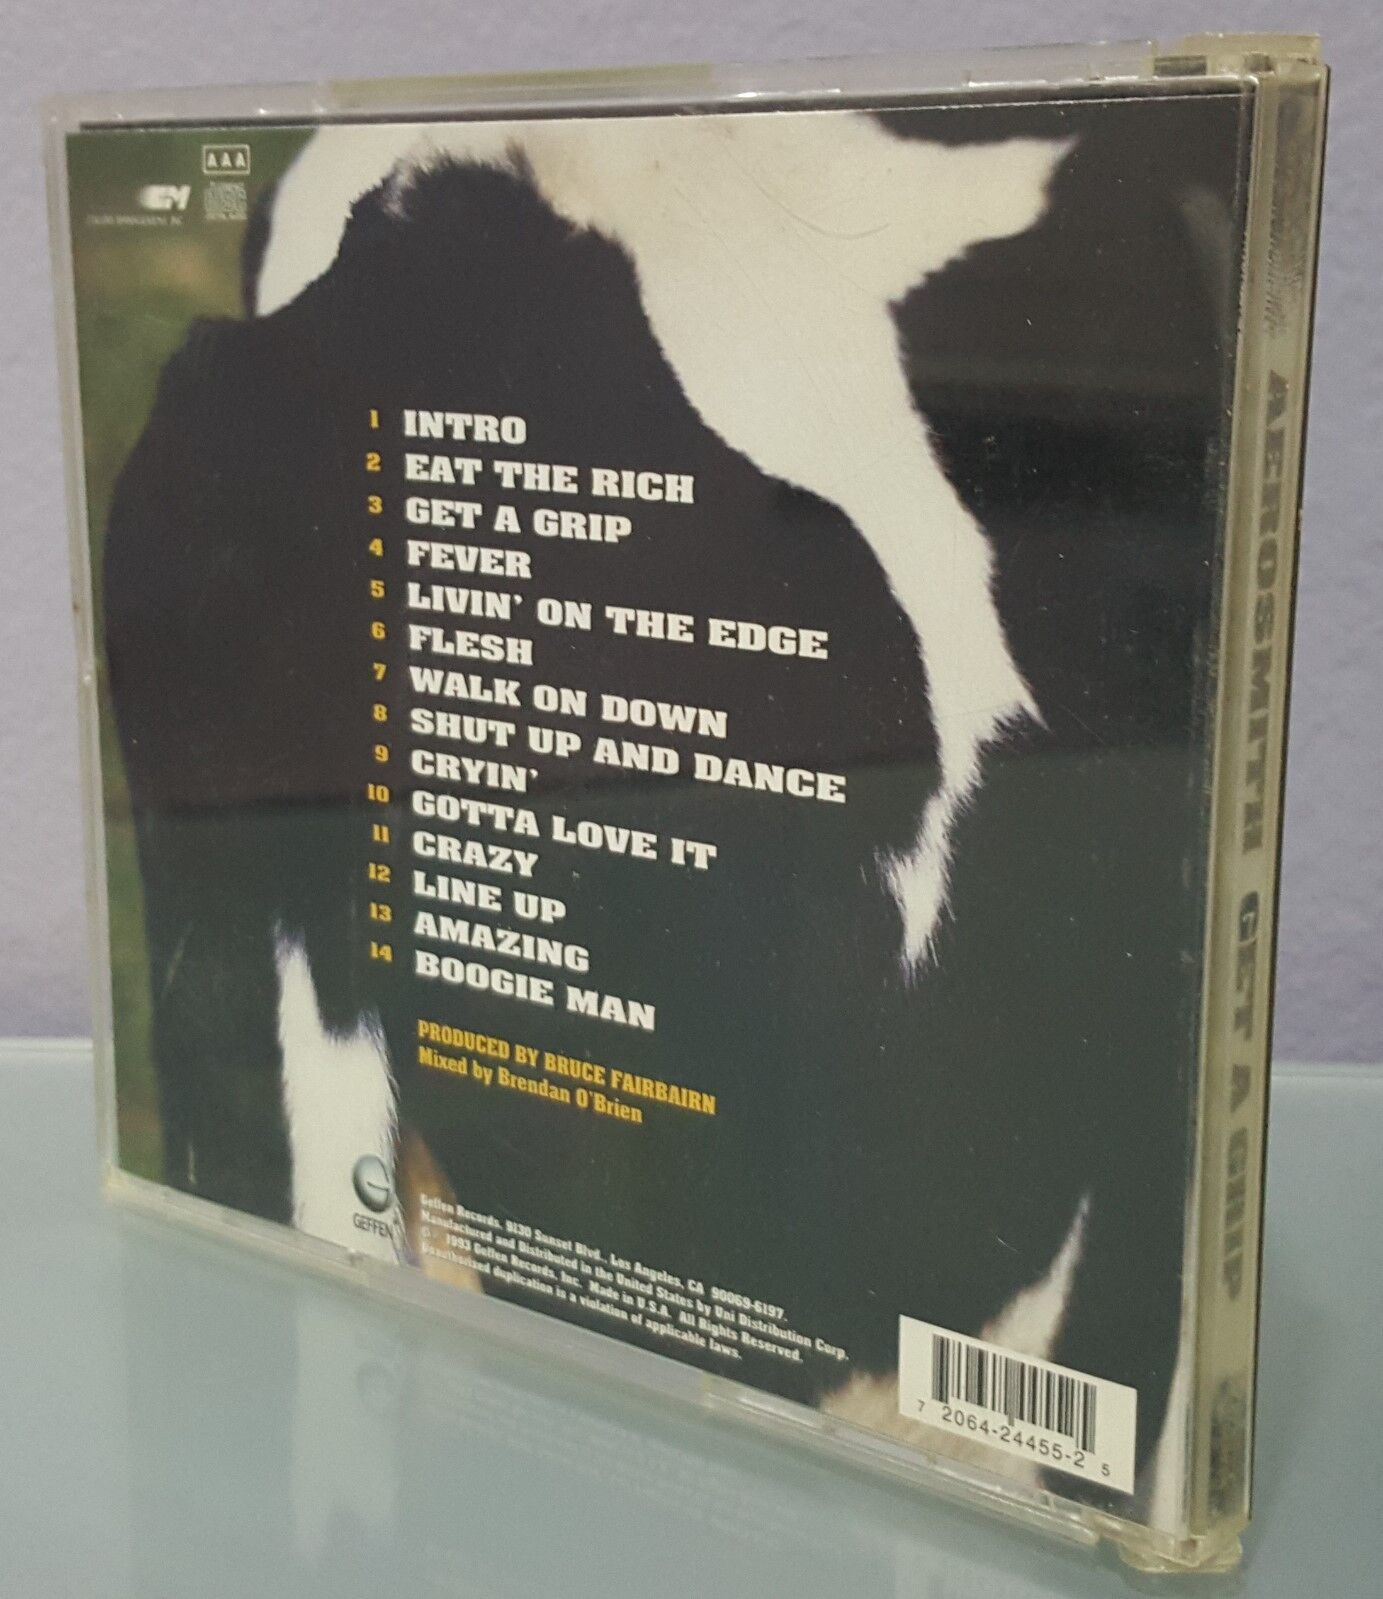 AAA
1 INTRO
2 EAT THE RICH
3 GET A GRIP
4 FEVER
5 LIVIN' ON THE EDGE
6 FLESH
7 WALK ON DOWN
8 SHUT UP AND DANCE
9 CRYIN'
10 GOTTA LOVE IT
11 CRAZY
12 LINE UP
13 AMAZING
14 BOOGIE MAN
PRODUCED BY BRUCE FAIRBAIRN
Mixed by Brendan O'Brien
GEFFEN
Geffen Records, 9130 Sunset Blvd., Los Angeles, CA 90069-6197.
Manufactured and Distributed in the United States by Uni Distribution Corp.
1993 Geffen Records, Inc. Made in U.S.A. All Rights Reserved.
Unauthorized duplication is a violation of applicable laws.
7 2064-24455-2 5
AEROSMITH GET A GRIP